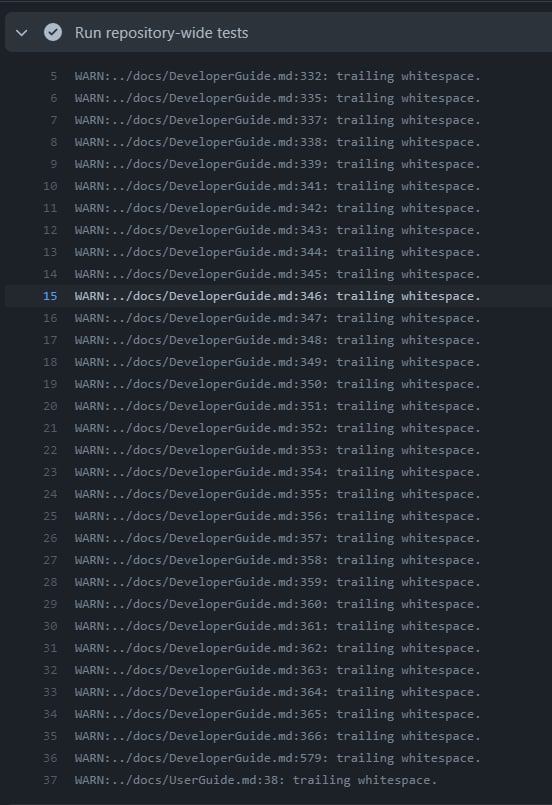 Run repository-wide tests
5 WARN:../docs/DeveloperGuide.md:332: trailing whitespace.
6 WARN:../docs/DeveloperGuide.md:335: trailing whitespace.
7 WARN:../docs/DeveloperGuide.md:337: trailing whitespace.
8 WARN:../docs/DeveloperGuide.md:338: trailing whitespace.
9 WARN:../docs/DeveloperGuide.md:339: trailing whitespace.
10 WARN:../docs/DeveloperGuide.md:341: trailing whitespace.
11 WARN:../docs/DeveloperGuide.md:342: trailing whitespace.
12 WARN:../docs/DeveloperGuide.md:343: trailing whitespace.
13 WARN:../docs/DeveloperGuide.md:344: trailing whitespace.
14 WARN:../docs/DeveloperGuide.md:345: trailing whitespace.
15 WARN:../docs/DeveloperGuide.md:346: trailing whitespace.
16 WARN:../docs/DeveloperGuide.md:347: trailing whitespace.
17 WARN:../docs/DeveloperGuide.md:348: trailing whitespace.
18 WARN:../docs/DeveloperGuide.md:349: trailing whitespace.
19 WARN:../docs/DeveloperGuide.md:350: trailing whitespace.
20 WARN:../docs/DeveloperGuide.md:351: trailing whitespace.
21 WARN:../docs/DeveloperGuide.md:352: trailing whitespace.
22 WARN:../docs/DeveloperGuide.md:353: trailing whitespace.
23 WARN:../docs/DeveloperGuide.md:354: trailing whitespace.
24 WARN:../docs/DeveloperGuide.md:355: trailing whitespace.
25 WARN:../docs/DeveloperGuide.md:356: trailing whitespace.
26 WARN:../docs/DeveloperGuide.md:357: trailing whitespace.
27 WARN:../docs/DeveloperGuide.md:358: trailing whitespace.
28 WARN:../docs/DeveloperGuide.md:359: trailing whitespace.
29 WARN:../docs/DeveloperGuide.md:360: trailing whitespace.
30 WARN:../docs/DeveloperGuide.md:361: trailing whitespace.
31 WARN:../docs/DeveloperGuide.md:362: trailing whitespace.
32 WARN:../docs/DeveloperGuide.md:363: trailing whitespace.
33 WARN:../docs/DeveloperGuide.md:364: trailing whitespace.
34 WARN:../docs/DeveloperGuide.md:365: trailing whitespace.
35 WARN:../docs/DeveloperGuide.md:366: trailing whitespace.
36 WARN:../docs/DeveloperGuide.md:579: trailing whitespace.
37 WARN:../docs/UserGuide.md:38: trailing whitespace.